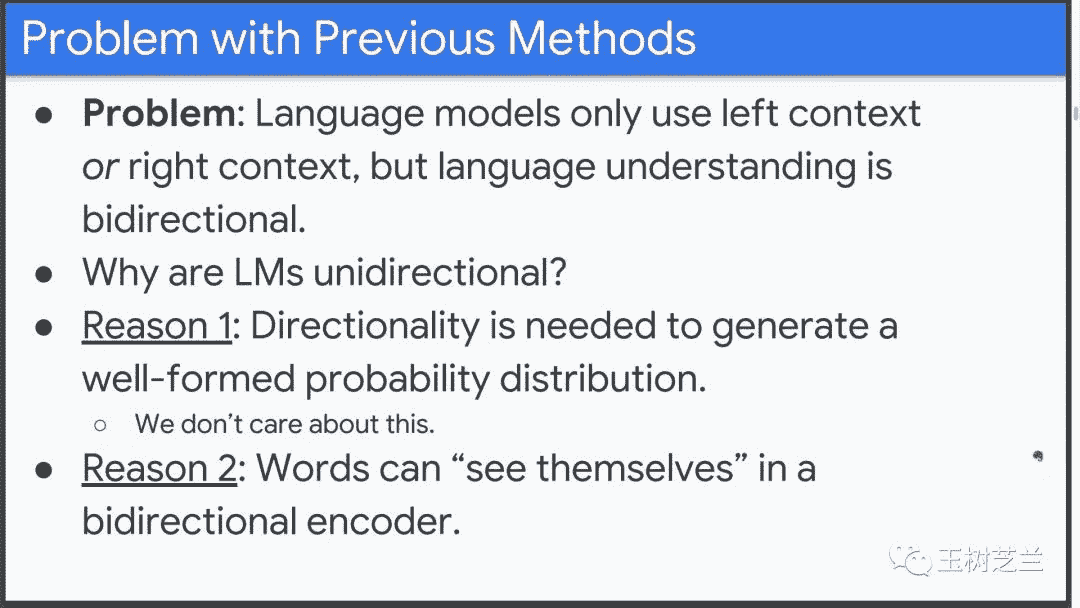 Problem with Previous Methods
● Problem: Language models only use left context
or right context, but language understanding is
bidirectional.
● Why are LMs unidirectional?
● Reason 1: Directionality is needed to generate a
well-formed probability distribution.
○ We don’t care about this.
● Reason 2: Words can “see themselves” in a
bidirectional encoder.
玉树芝兰